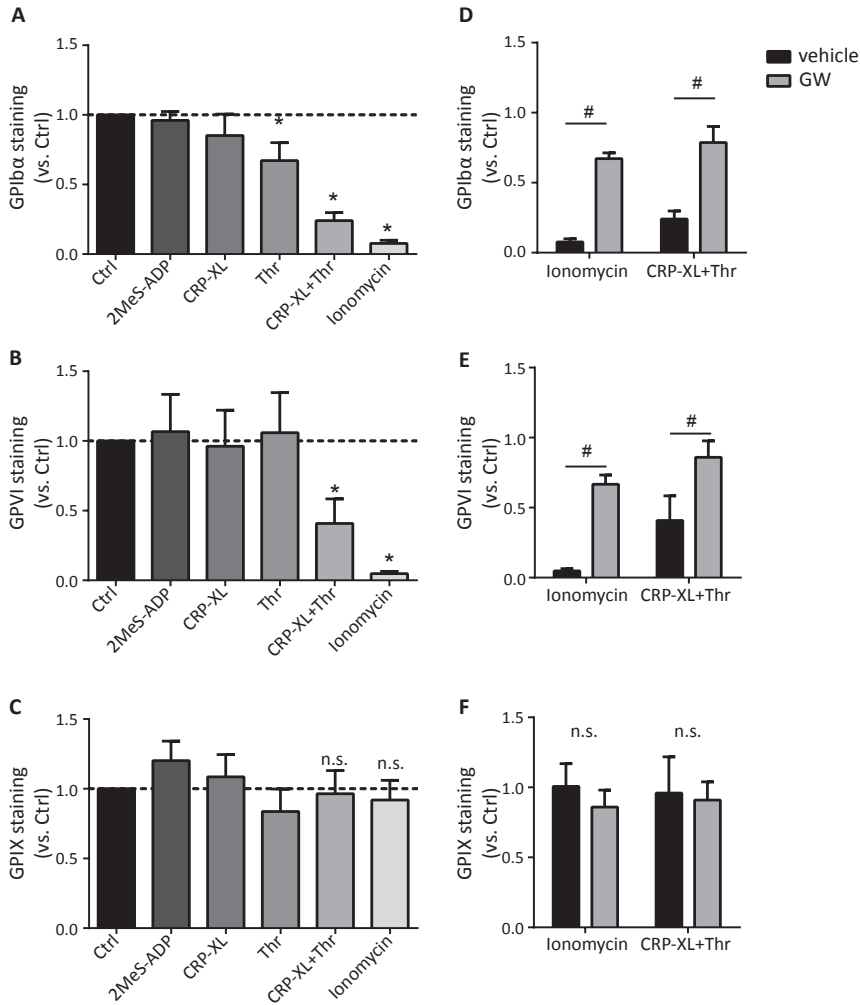 A
GPIbα staining
(vs. Ctrl)
1.5
1.0
0.5
0.0
*
*
*
Ctrl
2MeS-ADP
CRP-XL
Thr
CRP-XL+Thr
Ionomycin
D
GPIbα staining
(vs. Ctrl)
1.5
1.0
0.5
0.0
#
#
Ionomycin
CRP-XL+Thr
vehicle
GW
B
GPVI staining
(vs. Ctrl)
1.5
1.0
0.5
0.0
*
*
Ctrl
2MeS-ADP
CRP-XL
Thr
CRP-XL+Thr
Ionomycin
E
GPVI staining
(vs. Ctrl)
1.5
1.0
0.5
0.0
#
#
Ionomycin
CRP-XL+Thr
C
GPIX staining
(vs. Ctrl)
1.5
1.0
0.5
0.0
n.s.
n.s.
Ctrl
2MeS-ADP
CRP-XL
Thr
CRP-XL+Thr
Ionomycin
F
GPIX staining
(vs. Ctrl)
1.5
1.0
0.5
0.0
n.s.
n.s.
Ionomycin
CRP-XL+Thr